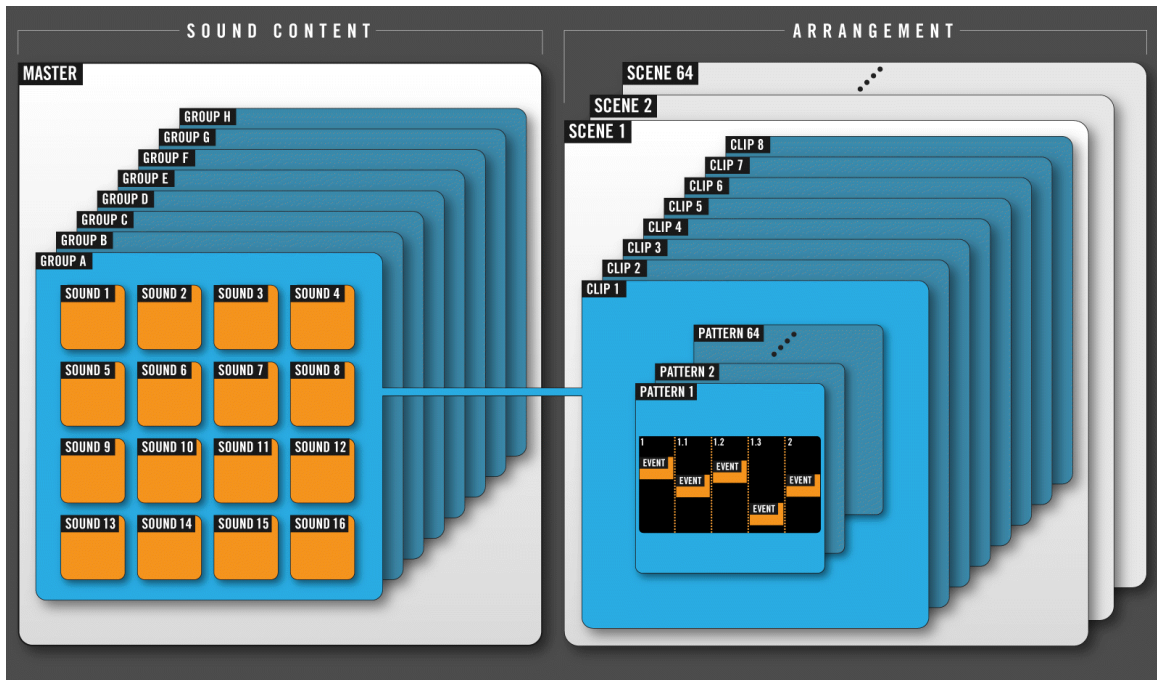 SOUND CONTENT
MASTER
GROUP H
GROUP G
GROUP F
GROUP E
GROUP D
GROUP C
GROUP B
GROUP A
SOUND 1 SOUND 2 SOUND 3 SOUND 4
SOUND 5 SOUND 6 SOUND 7 SOUND 8
SOUND 9 SOUND 10 SOUND 11 SOUND 12
SOUND 13 SOUND 14 SOUND 15 SOUND 16
ARRANGEMENT
SCENE 64
SCENE 2
SCENE 1
CLIP 8
CLIP 7
CLIP 6
CLIP 5
CLIP 4
CLIP 3
CLIP 2
CLIP 1
PATTERN 64
PATTERN 2
PATTERN 1
1 1.1 1.2 1.3 2
EVENT EVENT EVENT EVENT EVENT